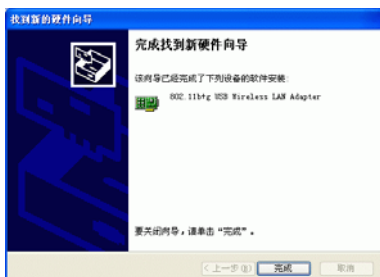 找到新的硬件向导
完成找到新硬件向导
该向导已经完成了下列设备的软件安装:
802.11b+g USB Wireless LAN Adapter
要关闭向导，请单击“完成”。
<上一步(B) 完成 取消